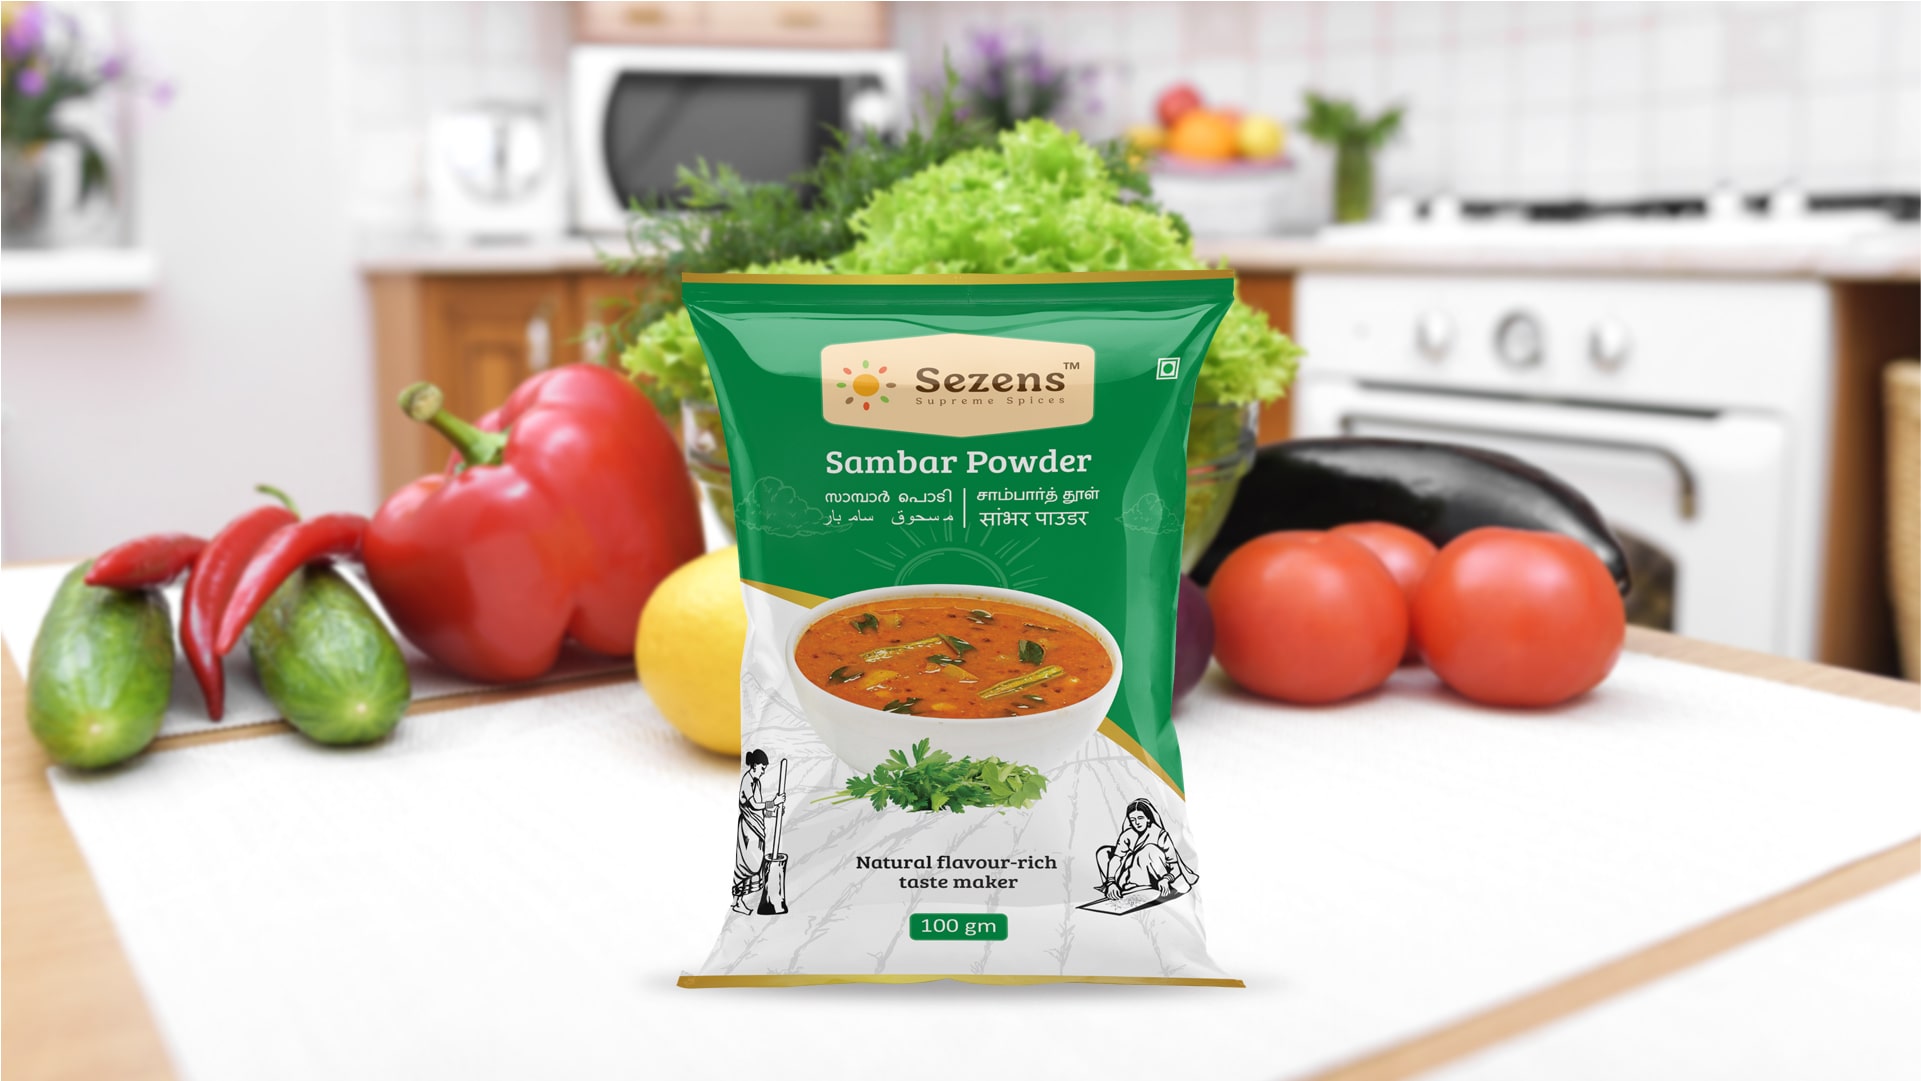 Sezens™
Supreme Spices
Sambar Powder
സാമ്പാർ പൊടി
சாம்பார்த் தூள்
مسحوق سامبار
सांभर पाउडर
Natural flavour-rich
taste maker
100 gm